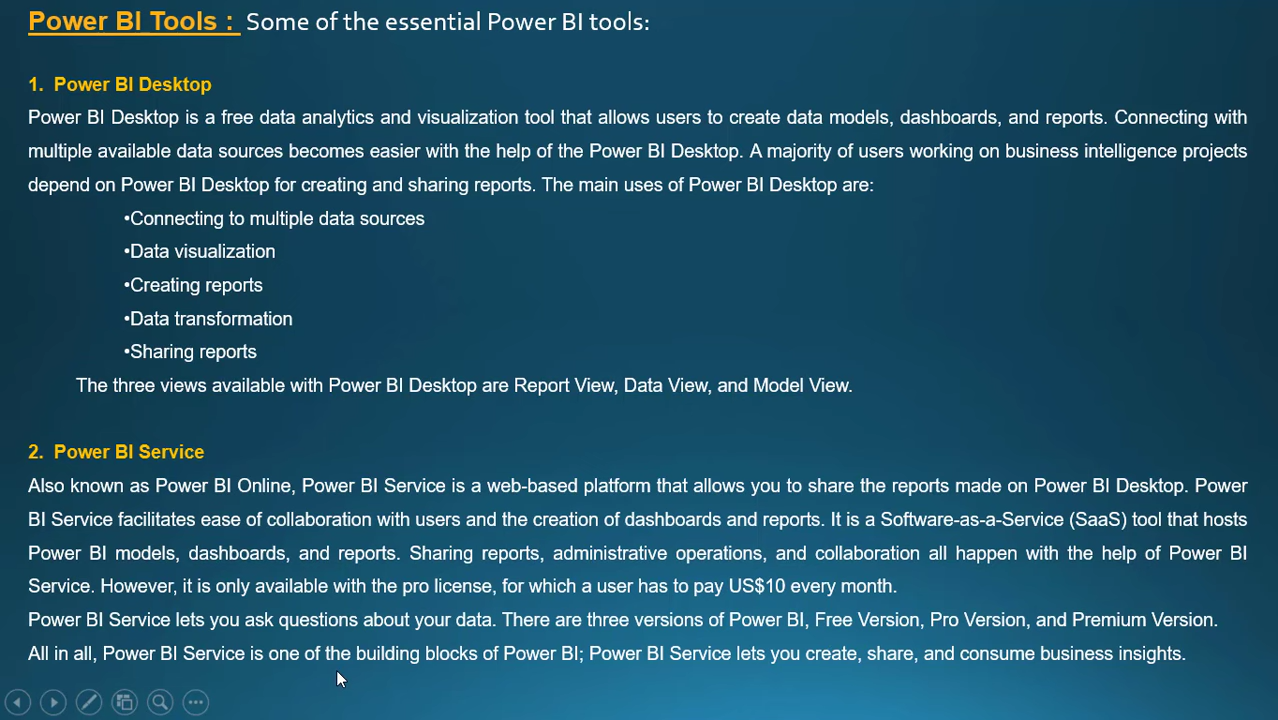 Power BI Tools : Some of the essential Power BI tools:
1. Power BI Desktop
Power BI Desktop is a free data analytics and visualization tool that allows users to create data models, dashboards, and reports. Connecting with
multiple available data sources becomes easier with the help of the Power BI Desktop. A majority of users working on business intelligence projects
depend on Power BI Desktop for creating and sharing reports. The main uses of Power BI Desktop are:
•Connecting to multiple data sources
•Data visualization
•Creating reports
•Data transformation
•Sharing reports
The three views available with Power BI Desktop are Report View, Data View, and Model View.
2. Power BI Service
Also known as Power BI Online, Power BI Service is a web-based platform that allows you to share the reports made on Power BI Desktop. Power
BI Service facilitates ease of collaboration with users and the creation of dashboards and reports. It is a Software-as-a-Service (SaaS) tool that hosts
Power BI models, dashboards, and reports. Sharing reports, administrative operations, and collaboration all happen with the help of Power BI
Service. However, it is only available with the pro license, for which a user has to pay US$10 every month.
Power BI Service lets you ask questions about your data. There are three versions of Power BI, Free Version, Pro Version, and Premium Version.
All in all, Power BI Service is one of the building blocks of Power BI; Power BI Service lets you create, share, and consume business insights.